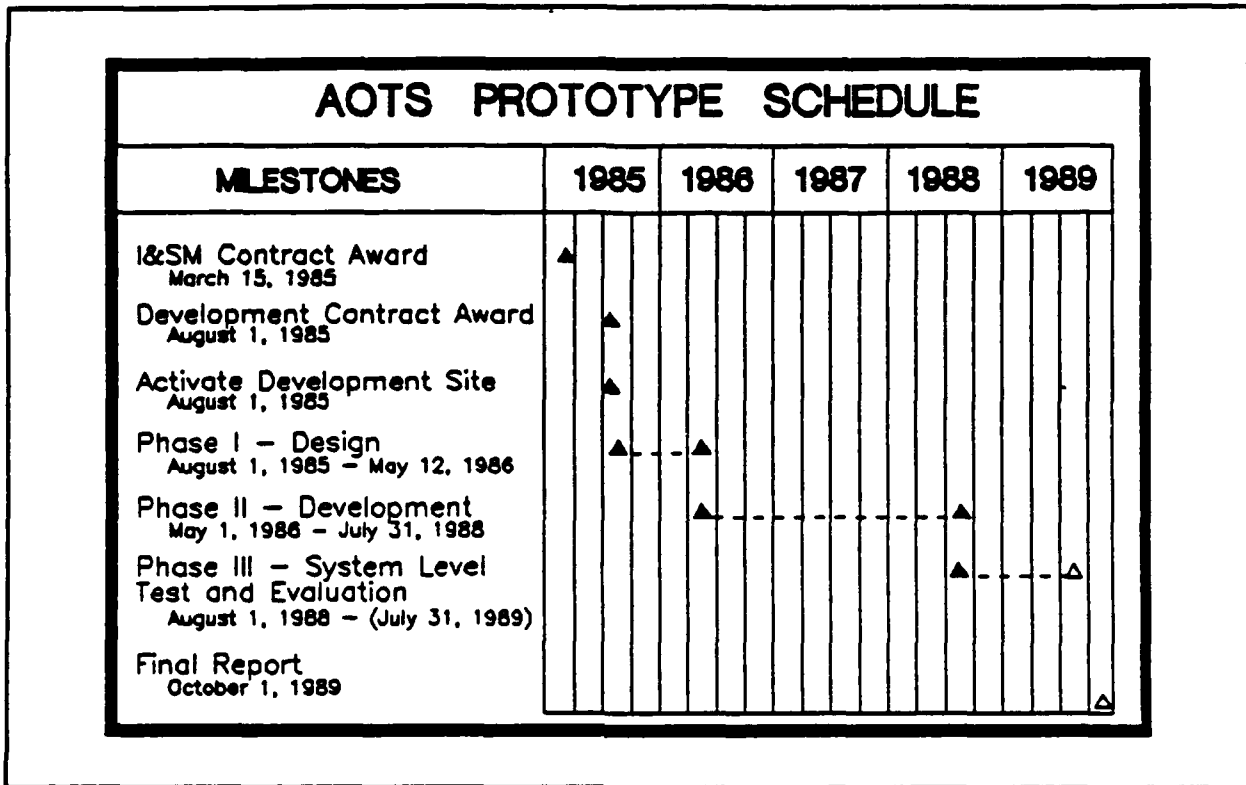 AOTS PROTOTYPE SCHEDULE
MILESTONES 1985 1986 1987 1988 1989
I&SM Contract Award
March 15, 1985
Development Contract Award
August 1, 1985
Activate Development Site
August 1, 1985
Phase I – Design
August 1, 1985 – May 12, 1986
Phase II – Development
May 1, 1986 – July 31, 1988
Phase III – System Level
Test and Evaluation
August 1, 1988 – (July 31, 1989)
Final Report
October 1, 1989